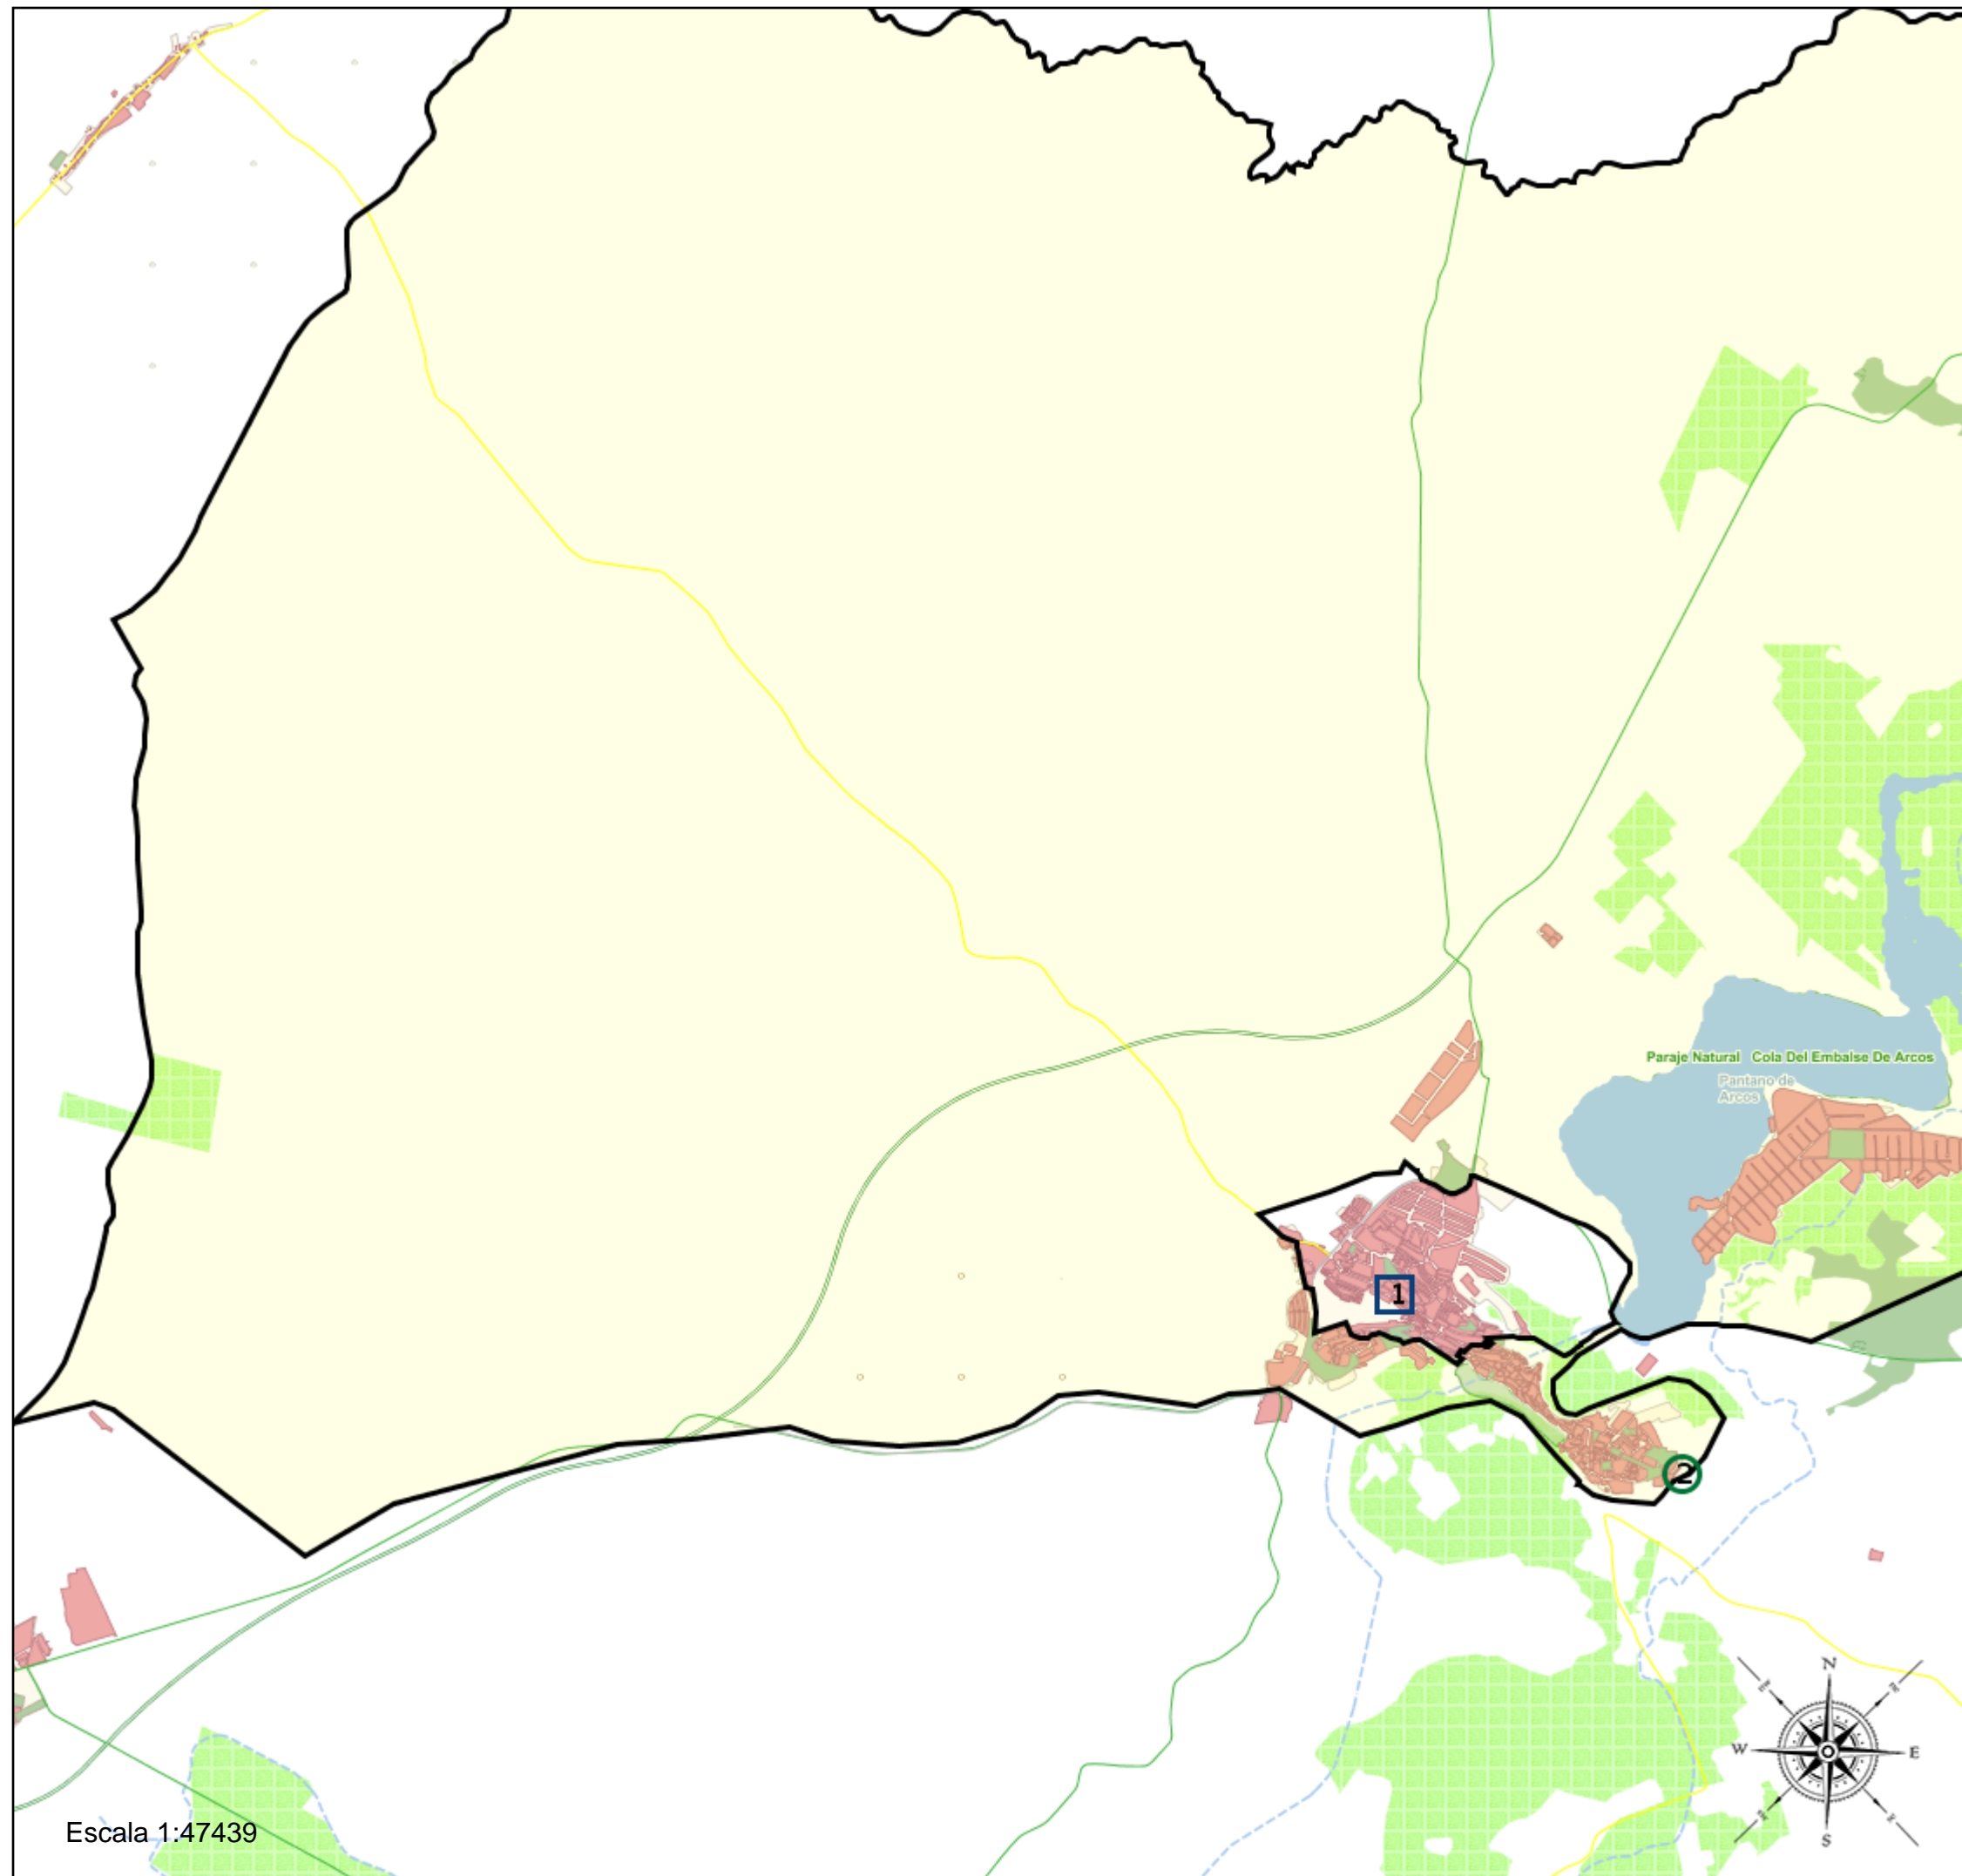 Paraje Natural Cola Del Embalse De Arcos
Pantano de
Arcos
1
2
N
W E
S
Escala 1:47439